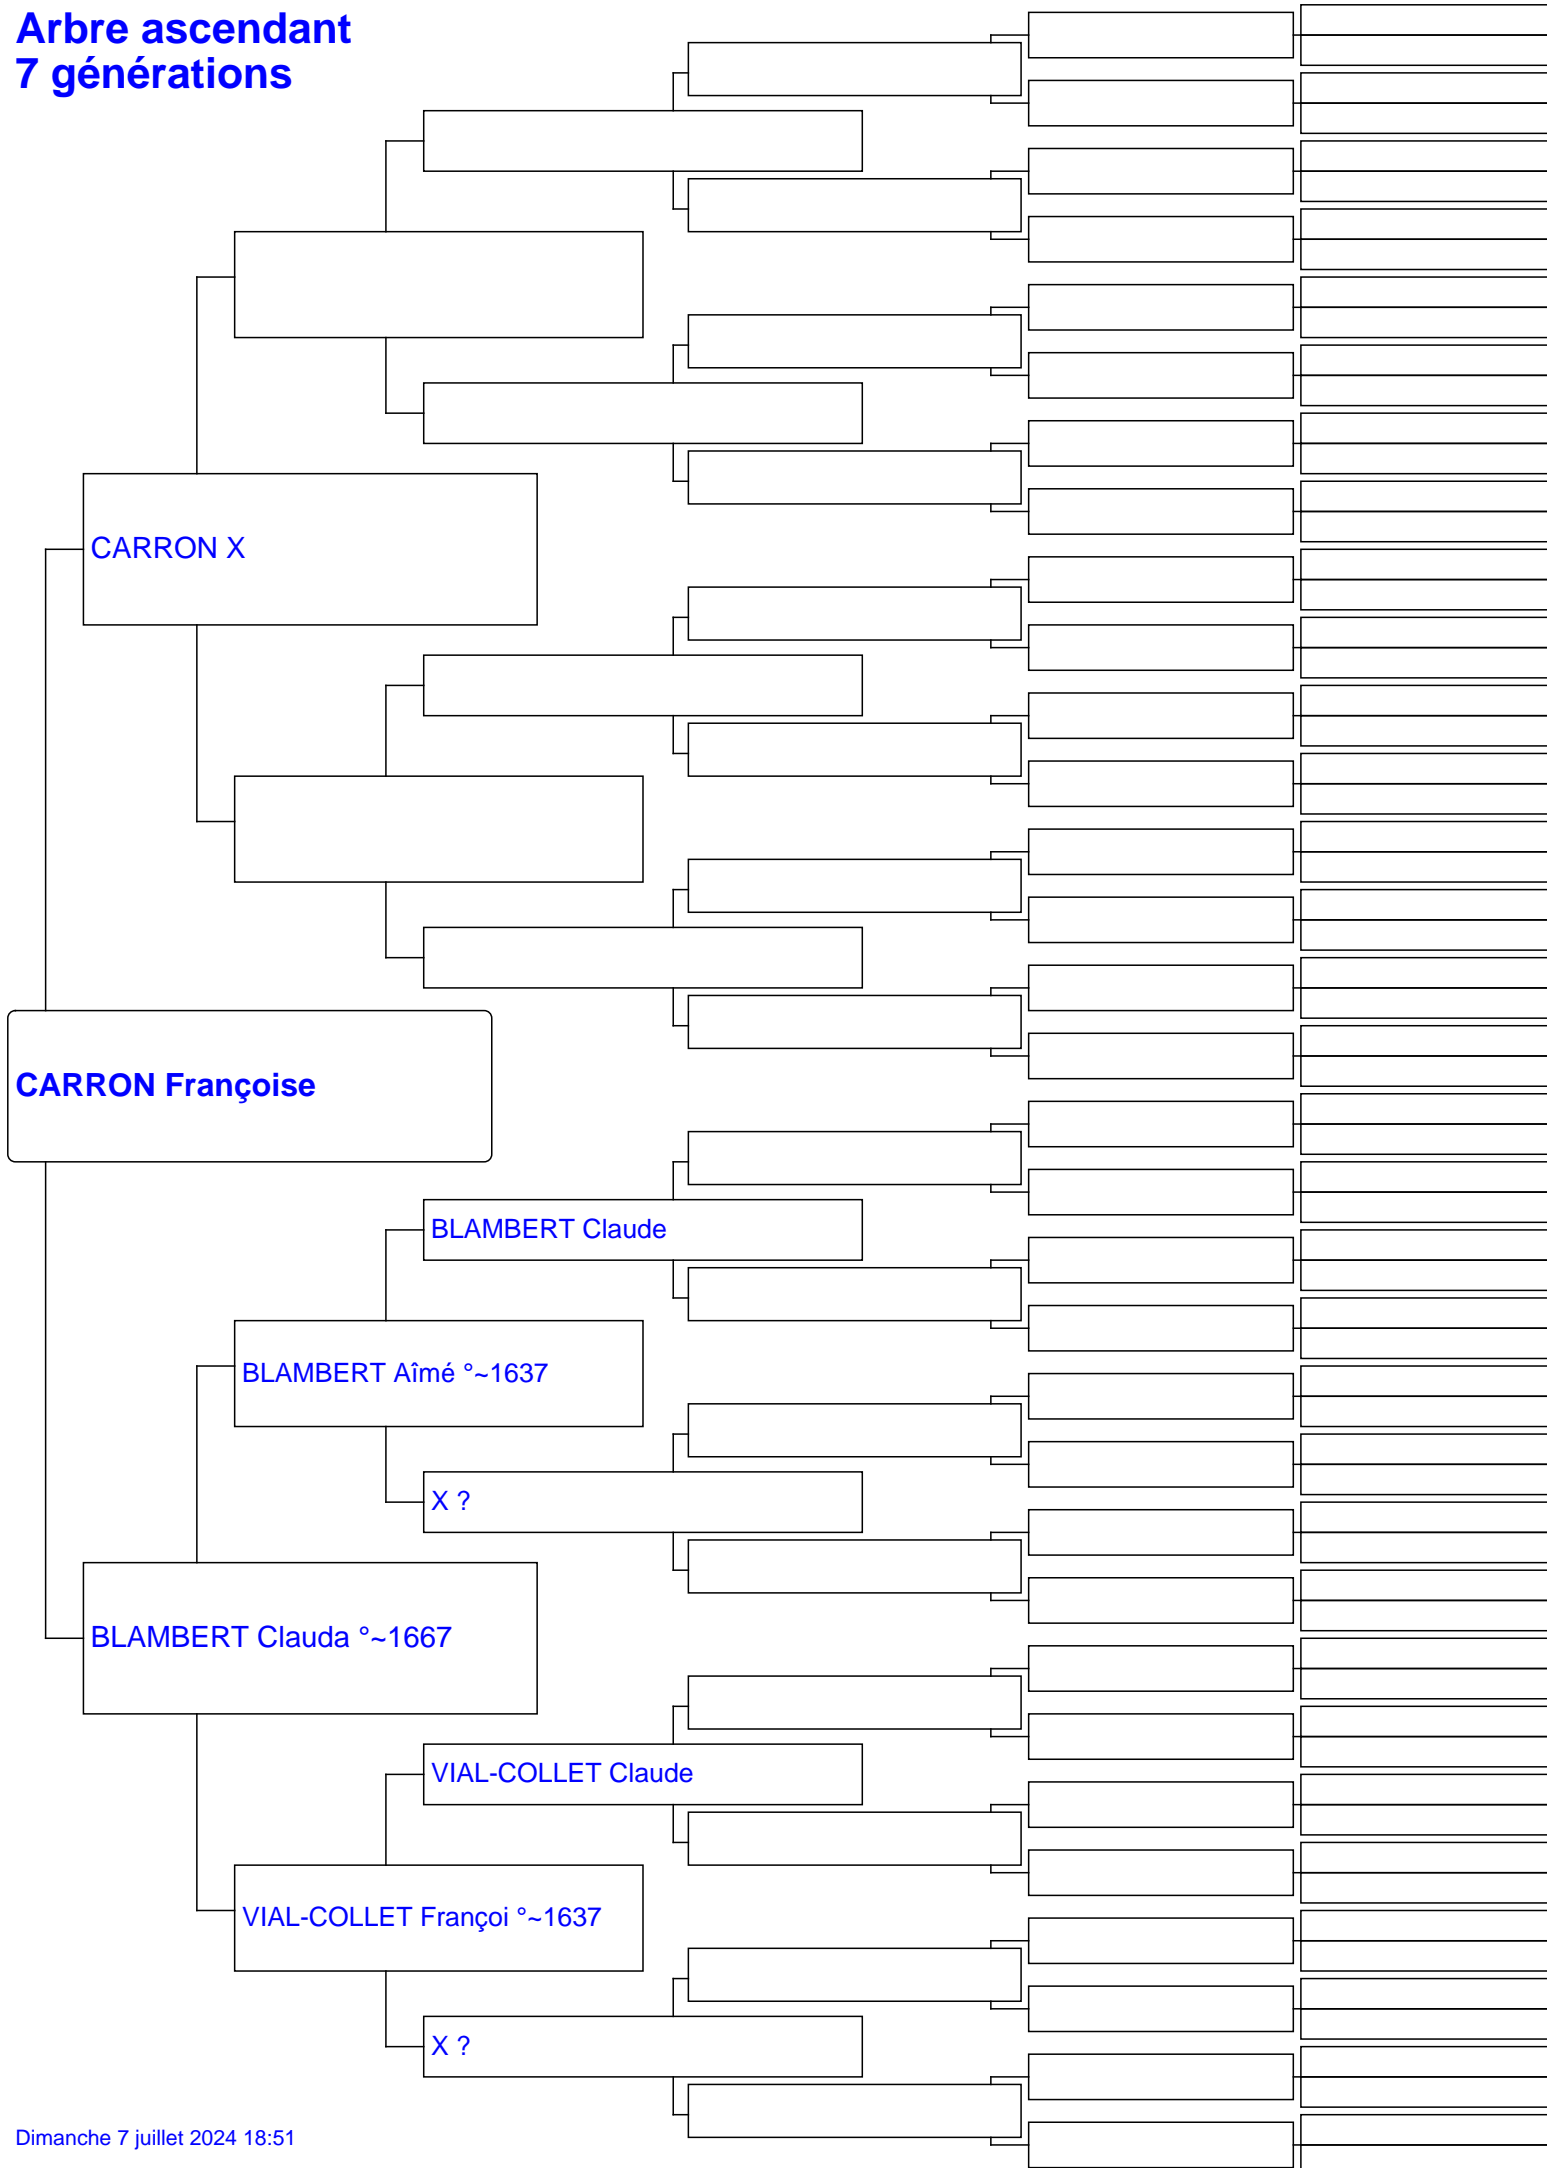 Arbre ascendant
7 générations
CARRON X
CARRON Françoise
BLAMBERT Claude
BLAMBERT Aîmé °~1637
X ?
BLAMBERT Clauda °~1667
VIAL-COLLET Claude
VIAL-COLLET Françoi °~1637
X ?
Dimanche 7 juillet 2024 18:51